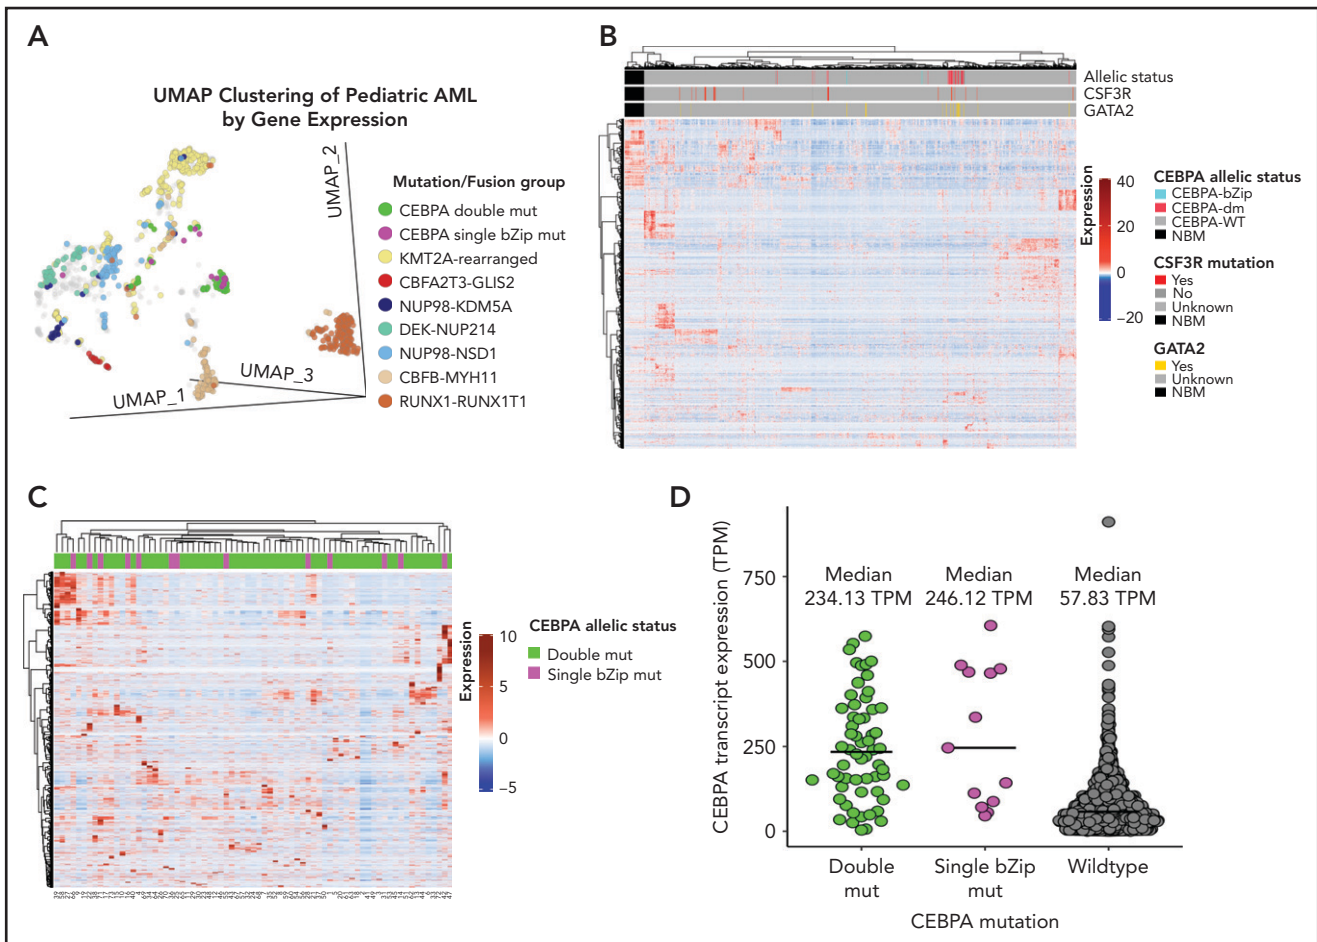 A
UMAP Clustering of Pediatric AML
by Gene Expression
UMAP_2
UMAP_3
UMAP_1
Mutation/Fusion group
CEBPA double mut
CEBPA single bZip mut
KMT2A-rearranged
CBFA2T3-GLIS2
NUP98-KDM5A
DEK-NUP214
NUP98-NSD1
CBFB-MYH11
RUNX1-RUNX1T1
B
Allelic status
CSF3R
GATA2
Expression
40
20
0
−20
CEBPA allelic status
CEBPA-bZip
CEBPA-dm
CEBPA-WT
NBM
CSF3R mutation
Yes
No
Unknown
NBM
GATA2
Yes
Unknown
NBM
C
Expression
10
5
0
−5
CEBPA allelic status
Double mut
Single bZip mut
D
CEBPA transcript expression (TPM)
750
500
250
0
Median
234.13 TPM
Median
246.12 TPM
Median
57.83 TPM
Double
mut
Single bZip
mut
Wildtype
CEBPA mutation